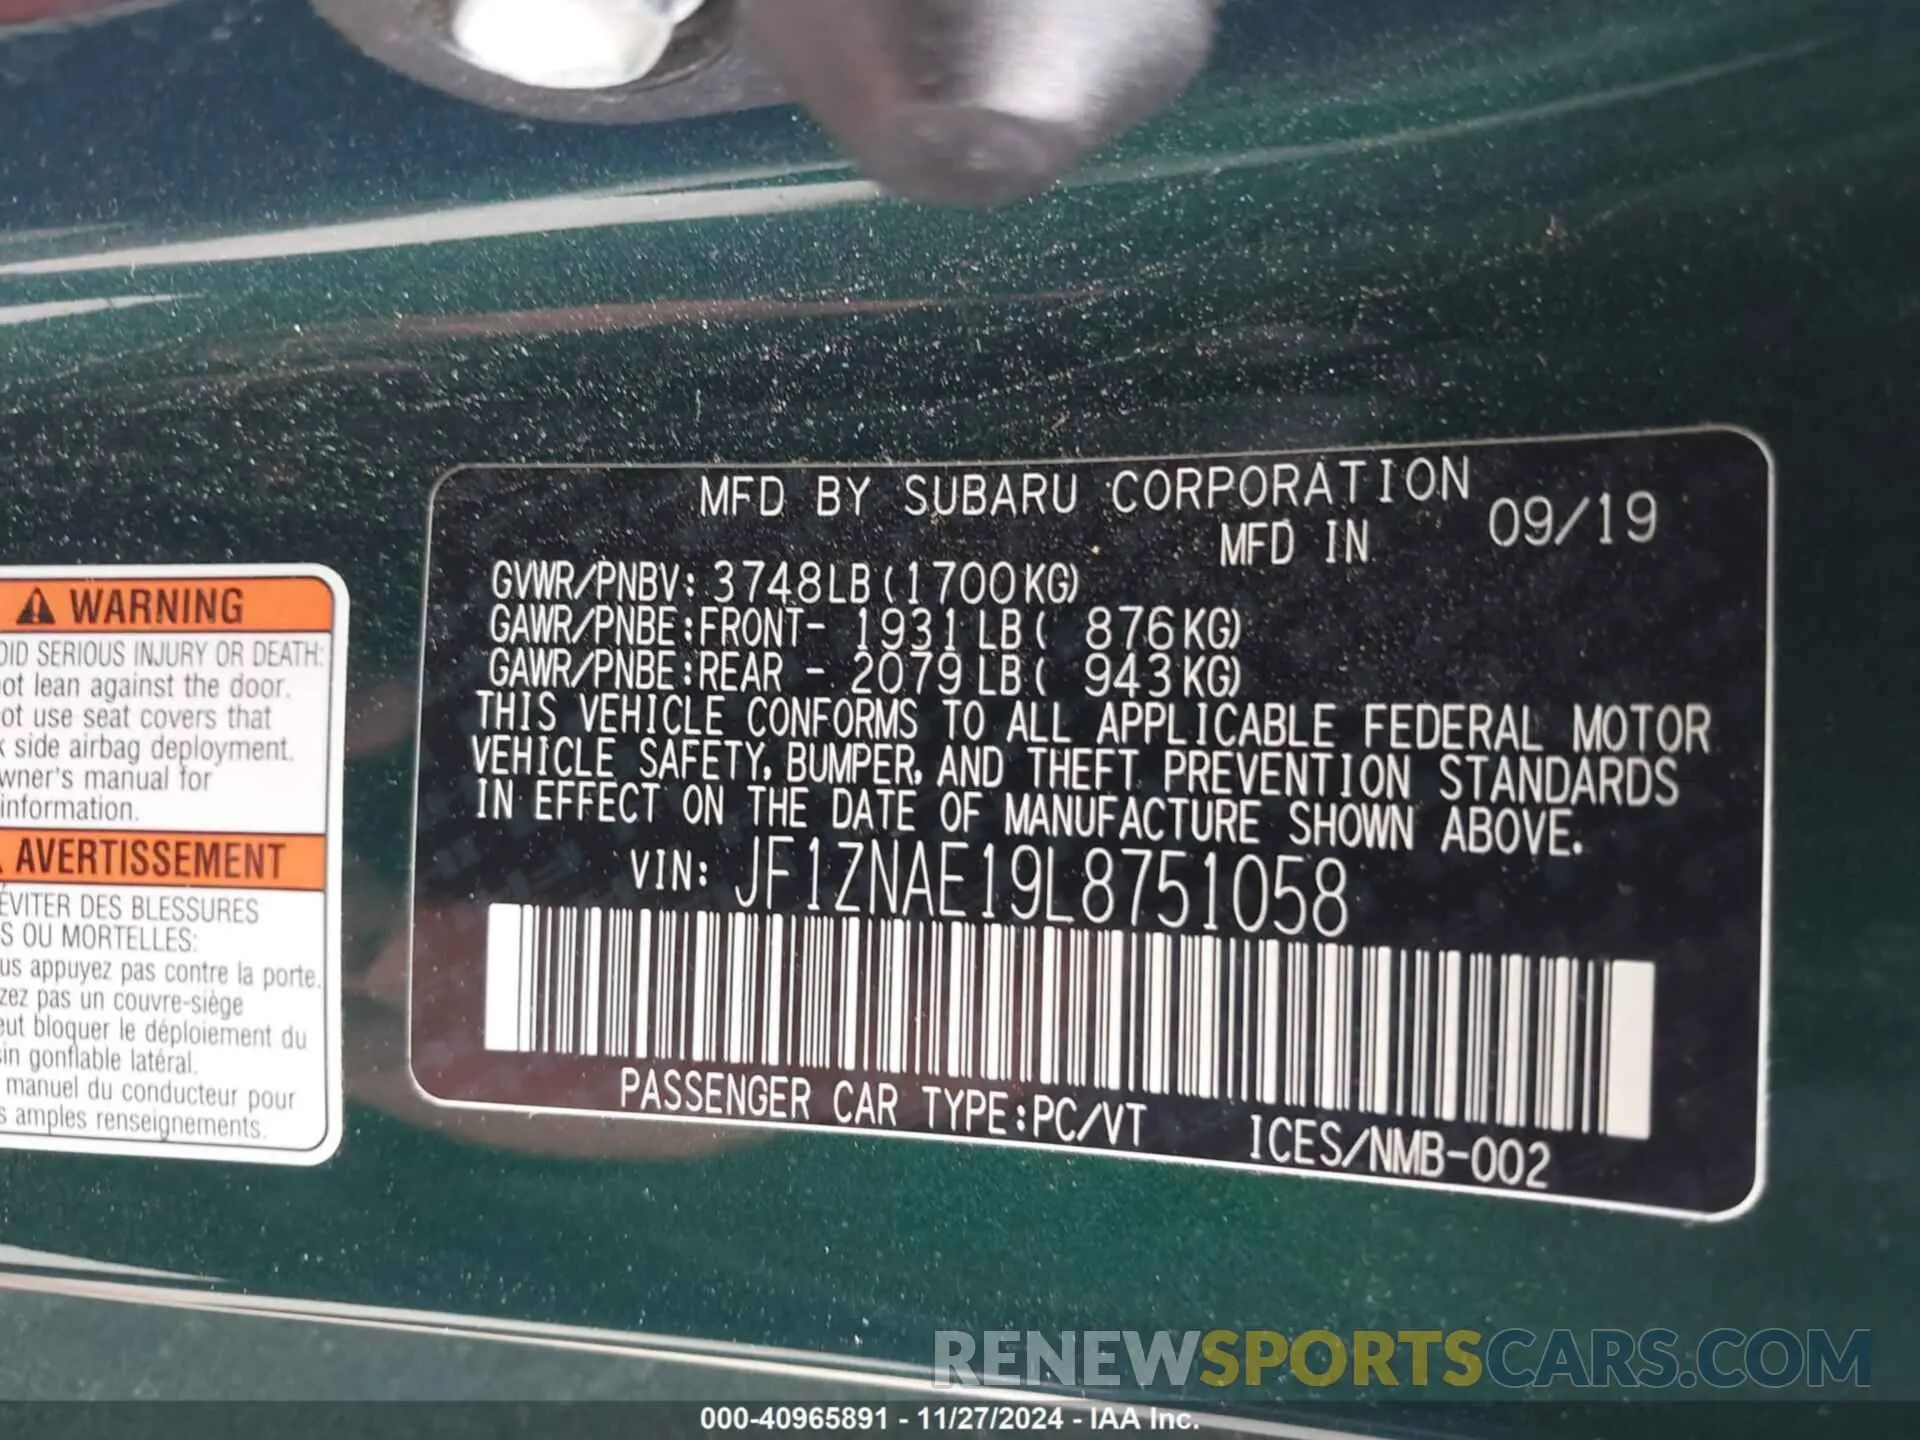 MFD BY SUBARU CORPORATION
MFD IN 09/19
GVWR/PNBV: 3748LB(1700KG)
GAWR/PNBE:FRONT- 1931LB( 876KG)
GAWR/PNBE:REAR - 2079LB( 943KG)
THIS VEHICLE CONFORMS TO ALL APPLICABLE FEDERAL MOTOR
VEHICLE SAFETY, BUMPER, AND THEFT PREVENTION STANDARDS
IN EFFECT ON THE DATE OF MANUFACTURE SHOWN ABOVE.
VIN: JF1ZNAE19L8751058
PASSENGER CAR TYPE:PC/VT
ICES/NMB-002
WARNING
SERIOUS INJURY OR DEATH:
lean against the door.
use seat covers that
side airbag deployment.
manual for
information.
AVERTISSEMENT
ÉVITER DES BLESSURES
OU MORTELLES:
appuyez pas contre la porte.
pas un couvre-siège
bloquer le déploiement du
gonflable latéral.
manuel du conducteur pour
amples renseignements.
RENEWSPORTSCARS.COM
000-40965891 - 11/27/2024 - IAA Inc.